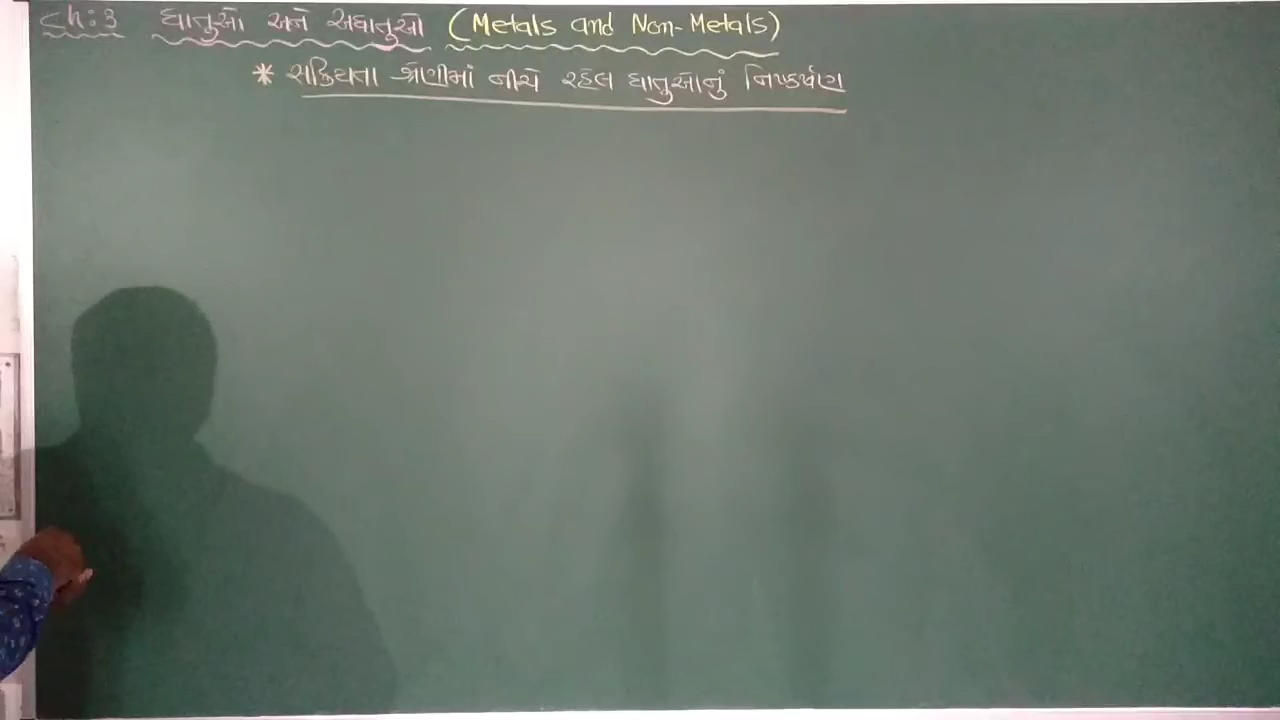 Ch: 3 ધાતુઓ અને અધાતુઓ (Metals and Non-Metals)
* સક્રિયતા શ્રેણીમાં નીચે રહેલ ધાતુઓનું નિષ્કર્ષણ